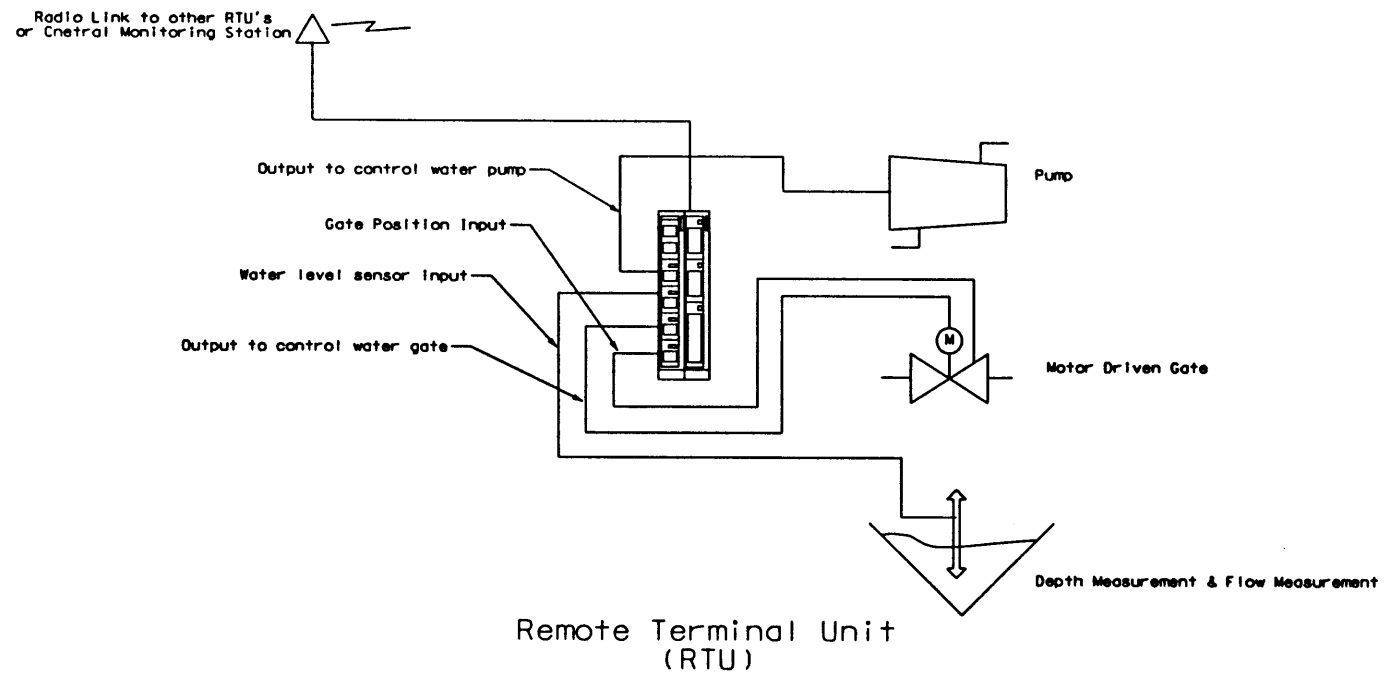 Radio Link to other RTU's
or Cnetral Monitoring Station
Output to control water pump
Pump
Gate Position Input
Water level sensor Input
Output to control water gate
M
Motor Driven Gate
Depth Measurement & Flow Measurement
Remote Terminal Unit
(RTU)